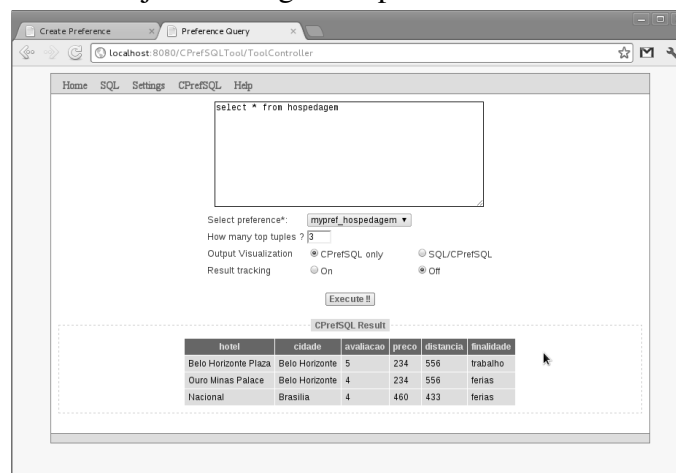 Create Preference × Preference Query ×
localhost:8080/CPrefSQLTool/ToolController
Home SQL Settings CPrefSQL Help
select * from hospedagem
Select preference*: mypref_hospedagem
How many top tuples ? 3
Output Visualization CPrefSQL only SQL/CPrefSQL
Result tracking On Off
Execute !!
CPrefSQL Result
hotel cidade avaliacao preco distancia finalidade
Belo Horizonte Plaza Belo Horizonte 5 234 556 trabalho
Ouro Minas Palace Belo Horizonte 4 234 556 ferias
Nacional Brasilia 4 460 433 ferias